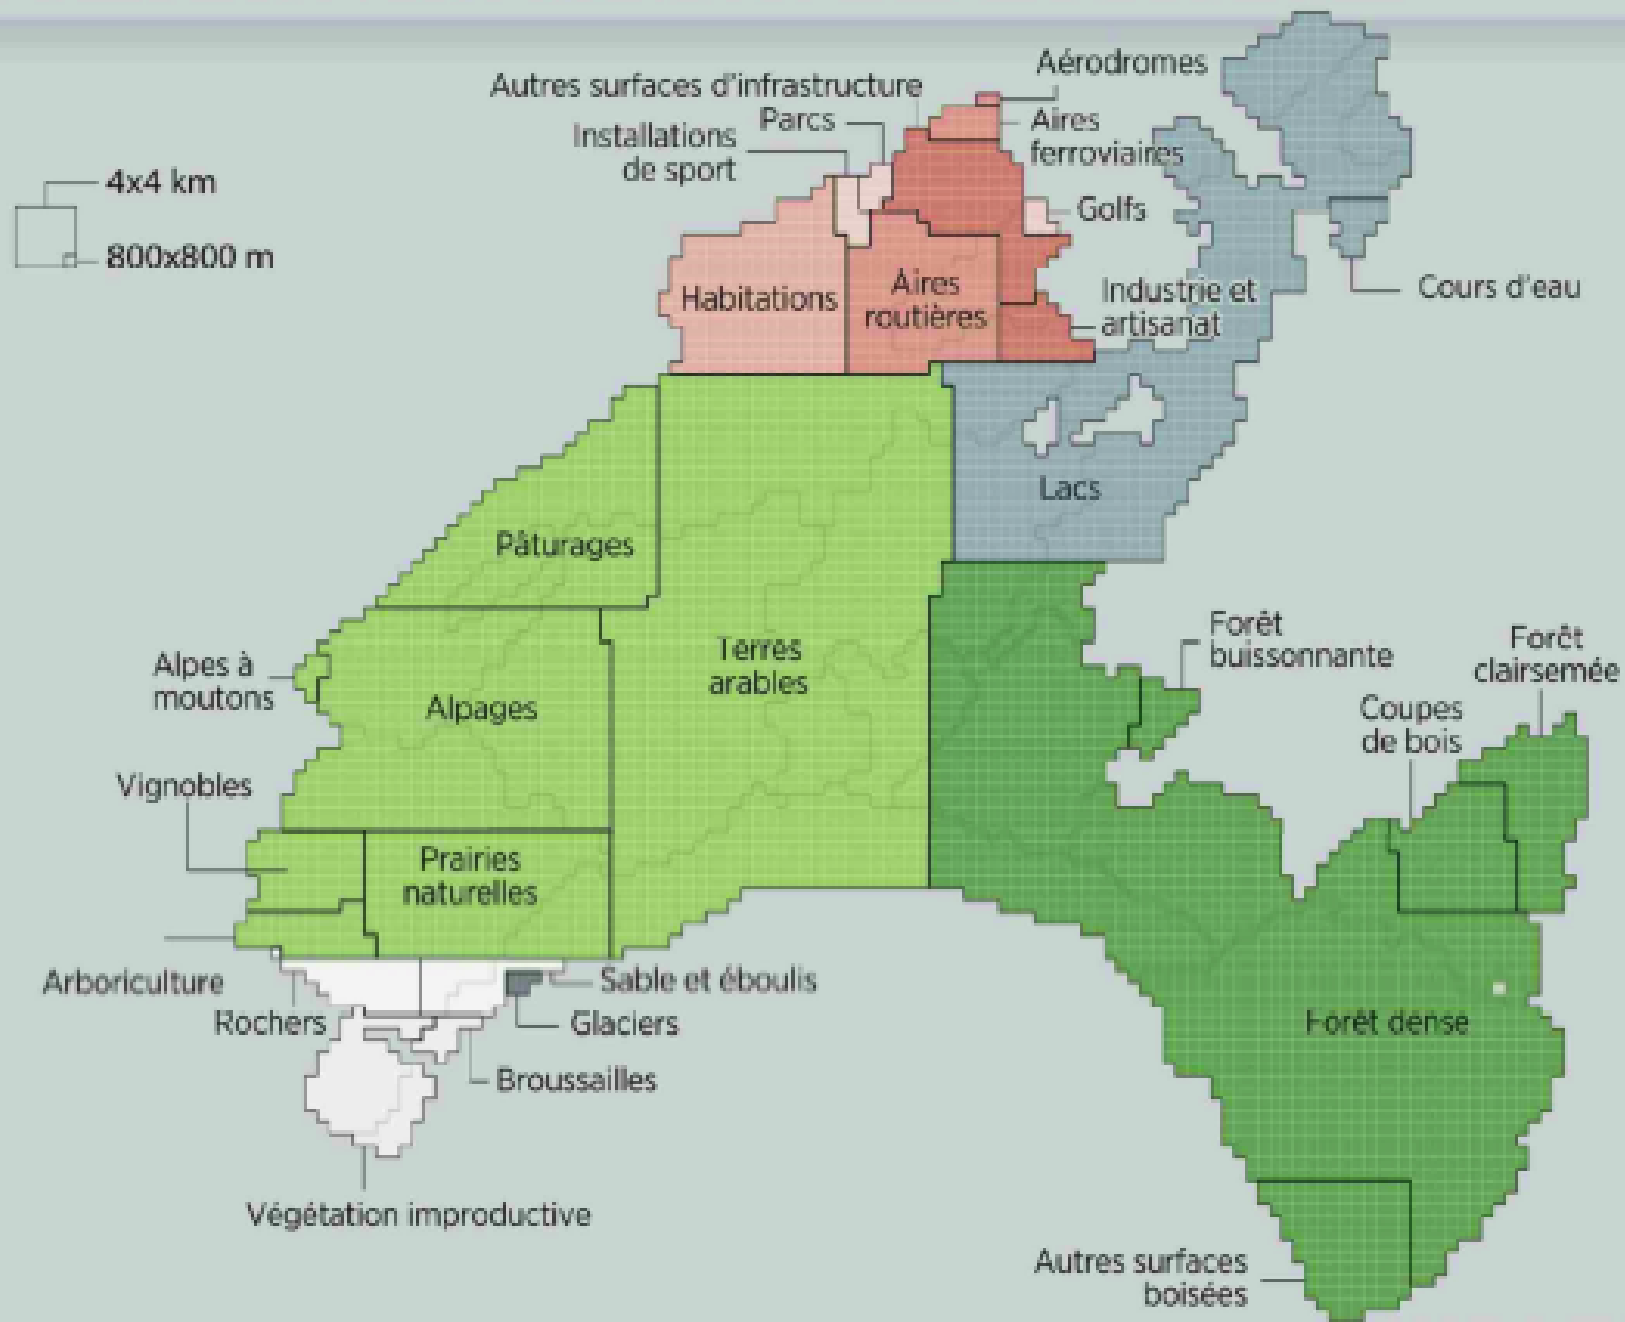 Aérodromes
Autres surfaces d'infrastructure
Parcs
Aires
ferroviaires
Installations
de sport
4x4 km
Golfs
800x800 m
Habitations
Aires
routières
Industrie et
artisanat
Cours d'eau
Lacs
Pâturages
Terres
arables
Forêt
buissonnante
Forêt
clairsemée
Alpes à
moutons
Alpages
Coupes
de bois
Vignobles
Prairies
naturelles
Arboriculture
Sable et éboulis
Rochers
Glaciers
Forêt dense
Broussailles
Végétation improductive
Autres surfaces
boisées